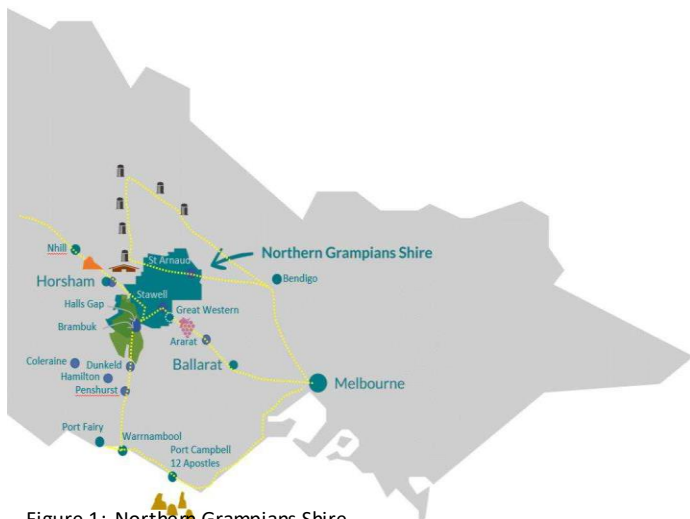 St Arnaud
Northern Grampians Shire
Nhill
Bendigo
Horsham
Stawell
Halls Gap
Great Western
Brambuk
Ararat
Coleraine
Dunkeld
Ballarat
Hamilton
Melbourne
Penshurst
Port Fairy
Warrnambool
Port Campbell
12 Apostles
Figure 1: Northern Grampians Shire